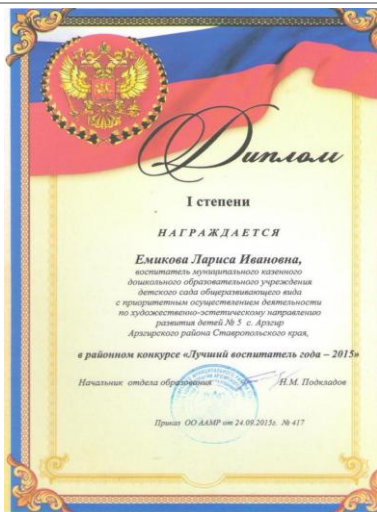 Диплом
I степени
НАГРАЖДАЕТСЯ
Емикова Лариса Ивановна,
воспитатель муниципального казенного
дошкольного образовательного учреждения
детского сада общеразвивающего вида
с приоритетным осуществлением деятельности
по художественно-эстетическому направлению
развития детей № 5 с. Арзгир
Арзгирского района Ставропольского края,
в районном конкурсе «Лучший воспитатель года – 2015»
Начальник отдела образования Н.М. Подкладов
Приказ ОО ААМР от 24.09.2015г. № 417